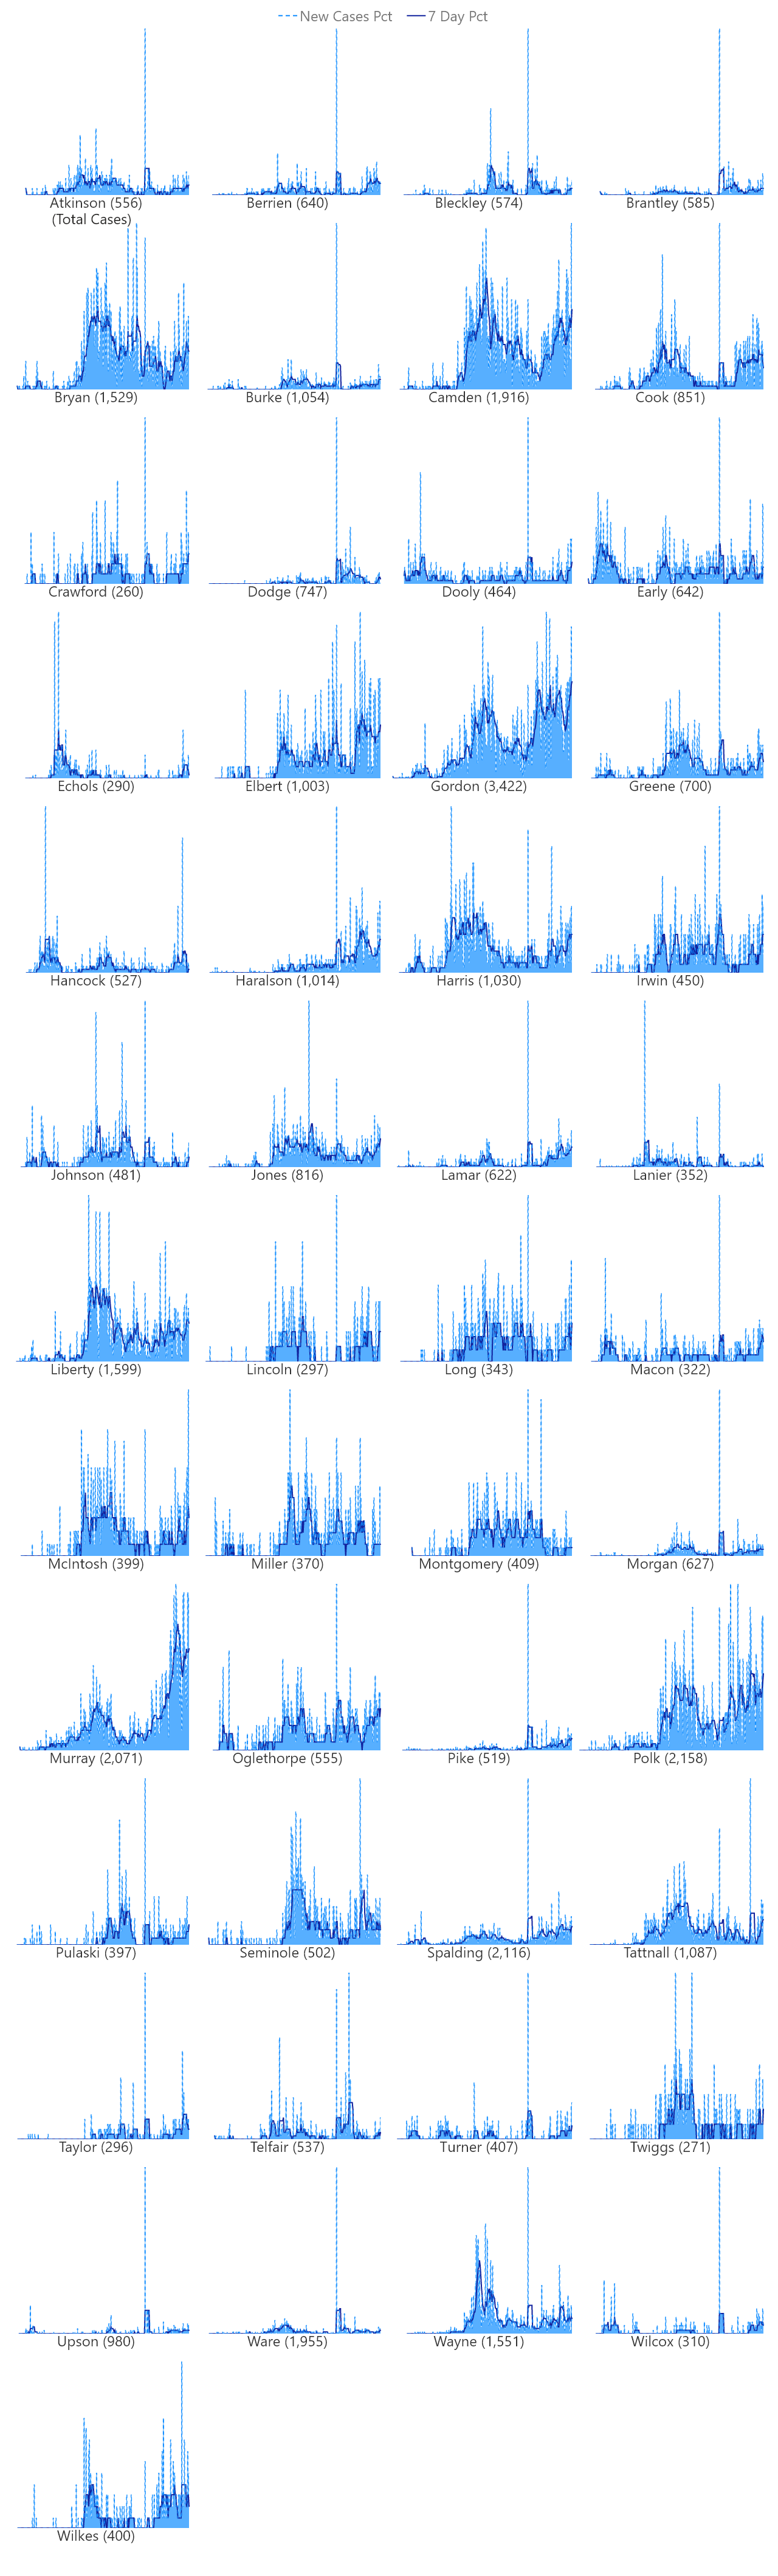 New Cases Pct 7 Day Pct
Atkinson (556) Berrien (640) Bleckley (574) Brantley (585)
(Total Cases)
Bryan (1,529) Burke (1,054) Camden (1,916) Cook (851)
Crawford (260) Dodge (747) Dooly (464) Early (642)
Echols (290) Elbert (1,003) Gordon (3,422) Greene (700)
Hancock (527) Haralson (1,014) Harris (1,030) Irwin (450)
Johnson (481) Jones (816) Lamar (622) Lanier (352)
Liberty (1,599) Lincoln (297) Long (343) Macon (322)
McIntosh (399) Miller (370) Montgomery (409) Morgan (627)
Murray (2,071) Oglethorpe (555) Pike (519) Polk (2,158)
Pulaski (397) Seminole (502) Spalding (2,116) Tattnall (1,087)
Taylor (296) Telfair (537) Turner (407) Twiggs (271)
Upson (980) Ware (1,955) Wayne (1,551) Wilcox (310)
Wilkes (400)